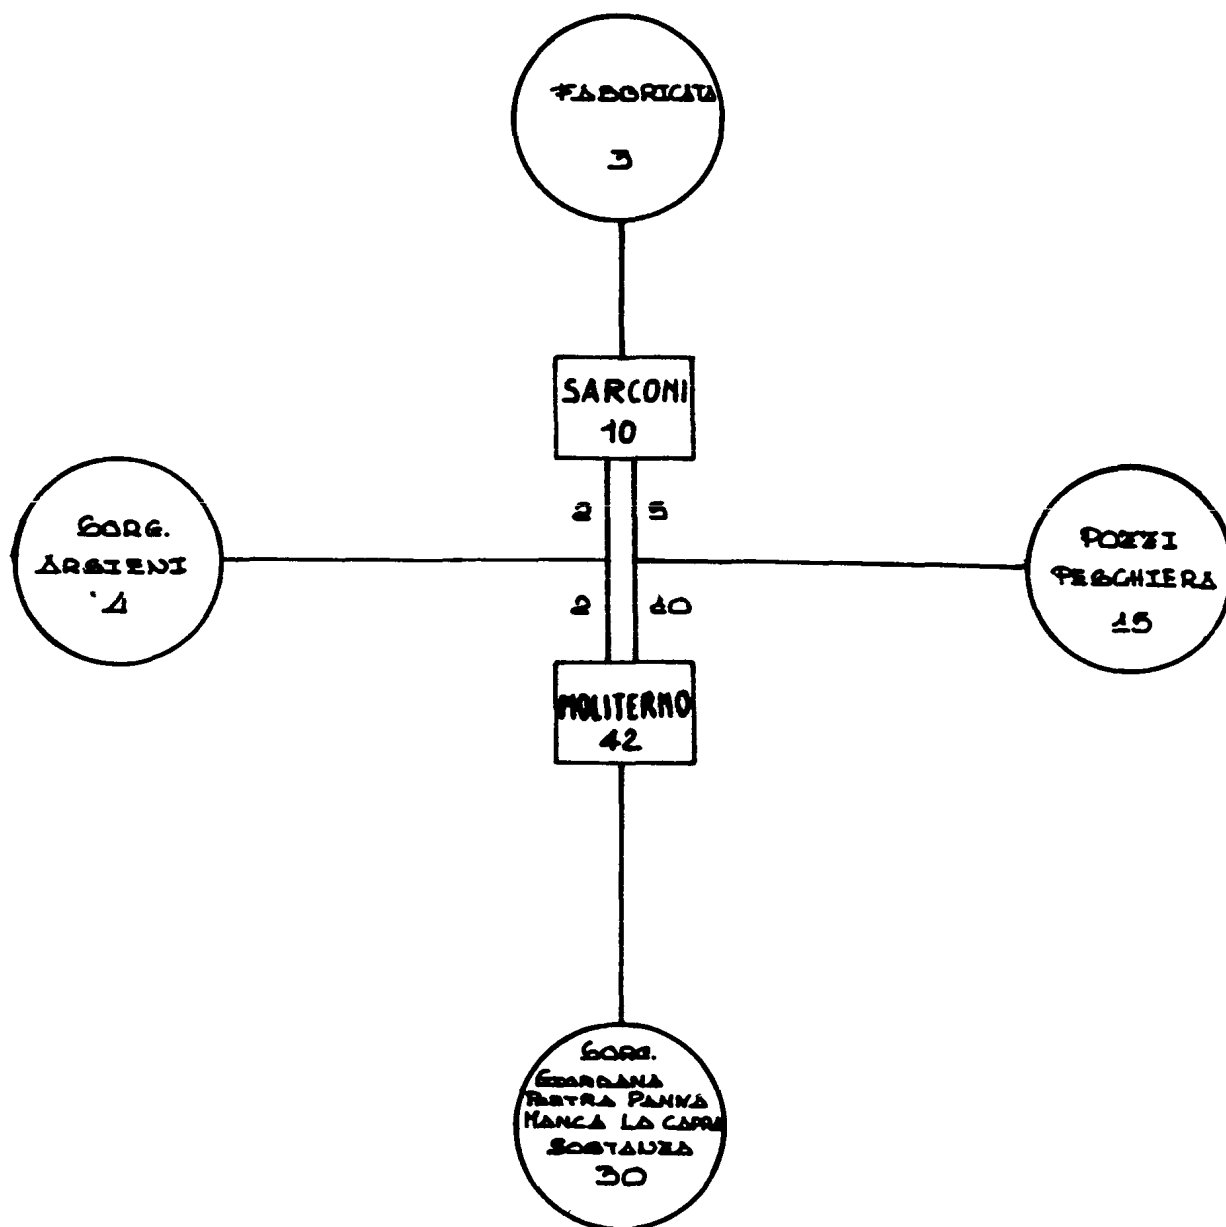 FABBRICATA
3
SARCONI
10
2 5
SORG.
ARGIENI
4
POZZI
PESCHIERA
15
2 10
MOLITERNO
42
SORG.
GIORDANA
PIETRA PANNA
MANCA LA CAPRA
SOSTANZA
30